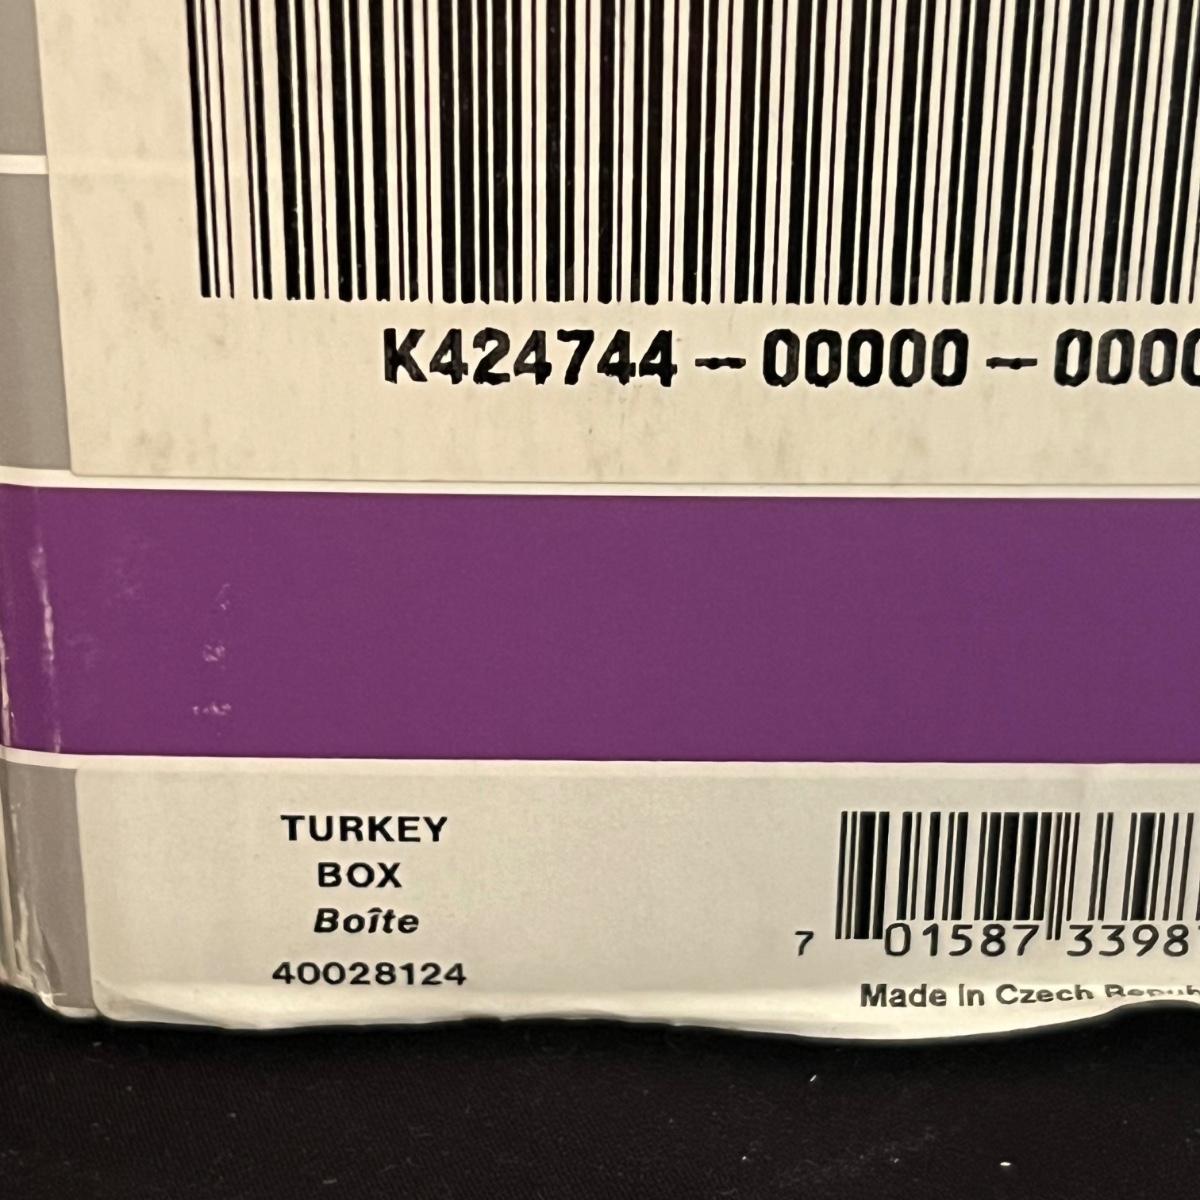 K424744-00000-0000
TURKEY
BOX
Boîte
40028124
7 01587 3398
Made in Czech